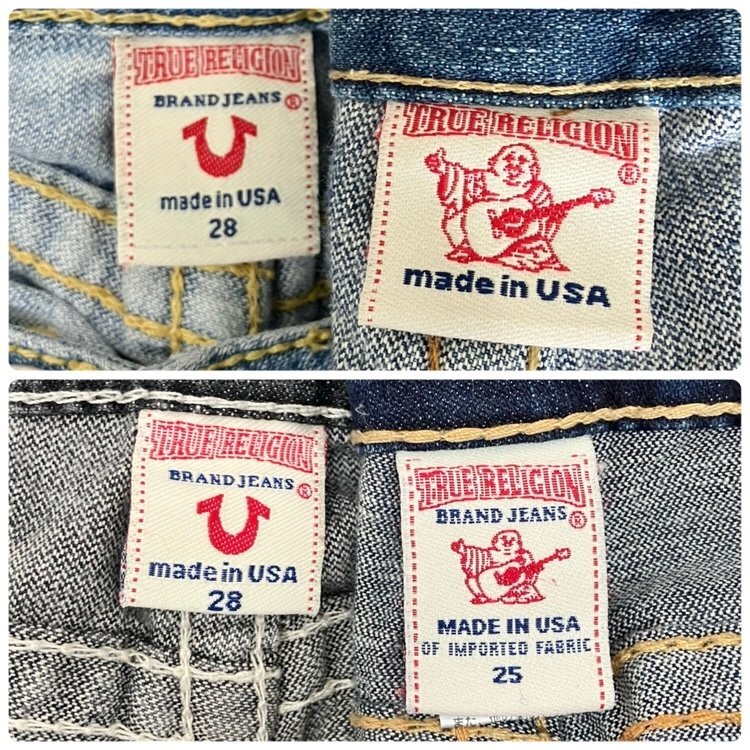 TRUE RELIGION
BRAND JEANS ®
made in USA
28
TRUE RELIGION
®
made in USA
TRUE RELIGION
BRAND JEANS
®
made in USA
28
TRUE RELIGION
BRAND JEANS ®
MADE IN USA
OF IMPORTED FABRIC
25